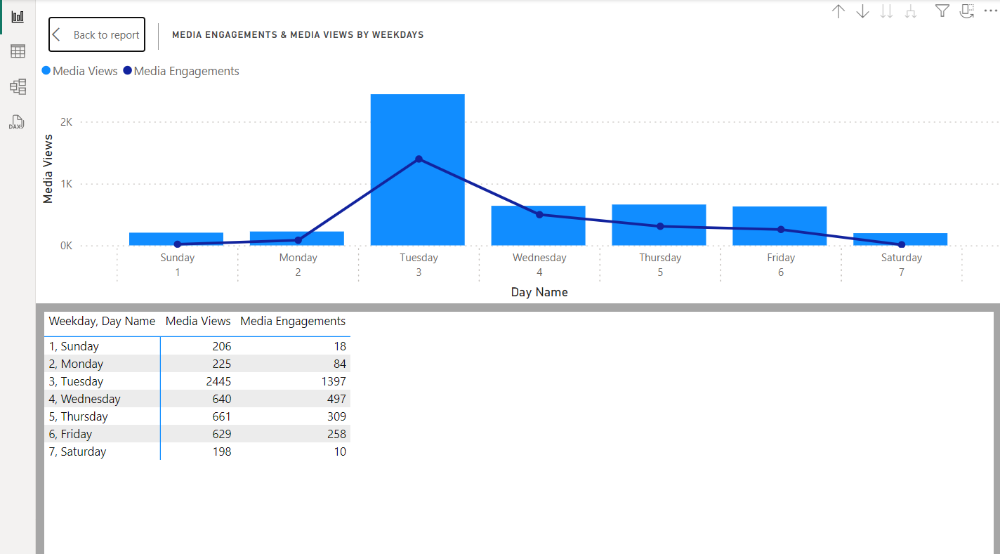 Back to report
MEDIA ENGAGEMENTS & MEDIA VIEWS BY WEEKDAYS
Media Views Media Engagements
2K
1K
0K
Media Views
Sunday Monday Tuesday Wednesday Thursday Friday Saturday
1 2 3 4 5 6 7
Day Name
DAX
Weekday, Day Name Media Views Media Engagements
1, Sunday 206 18
2, Monday 225 84
3, Tuesday 2445 1397
4, Wednesday 640 497
5, Thursday 661 309
6, Friday 629 258
7, Saturday 198 10